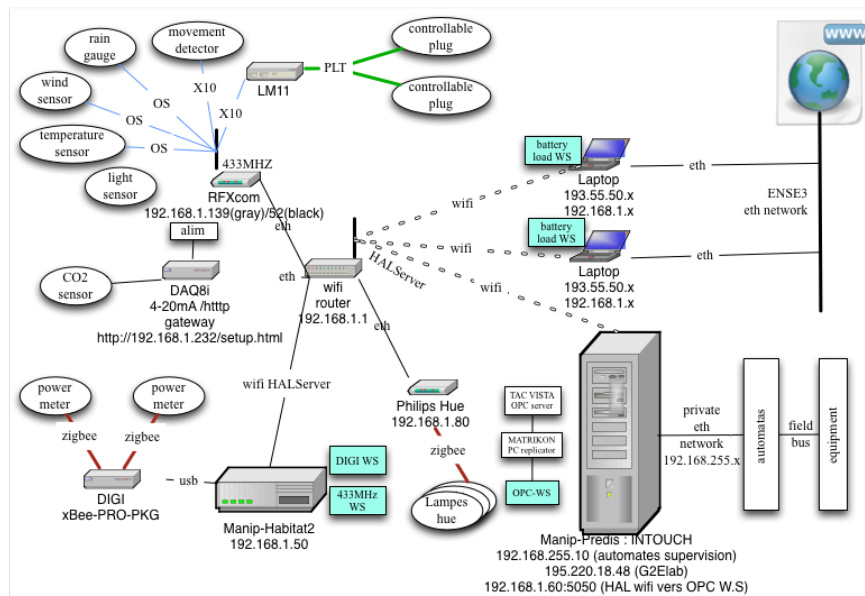 www
rain
gauge
movement
detector
controllable
plug
wind
sensor
OS
X10
LM11
PLT
OS
X10
controllable
plug
temperature
sensor
OS
light
sensor
433MHZ
RFXcom
192.168.1.139(gray)/52(black)
eth
battery
load WS
Laptop
193.55.50.x
192.168.1.x
eth
wifi
ENSE3
eth network
alim
CO2
sensor
DAQ8i
4-20mA /htttp
gateway
http://192.168.1.232/setup.html
eth
wifi
router
192.168.1.1
HALServer
wifi
wifi
battery
load WS
Laptop
193.55.50.x
192.168.1.x
eth
eth
wifi HALServer
power
meter
power
meter
zigbee
zigbee
DIGI
xBee-PRO-PKG
usb
DIGI WS
433MHz
WS
Manip-Habitat2
192.168.1.50
Philips Hue
192.168.1.80
zigbee
Lampes
hue
TAC VISTA
OPC server
MATRIKON
PC replicator
OPC-WS
private
eth
network
192.168.255.x
automatas
field
bus
equipment
Manip-Predis : INTOUCH
192.168.255.10 (automates supervision)
195.220.18.48 (G2Elab)
192.168.1.60:5050 (HAL wifi vers OPC W.S)